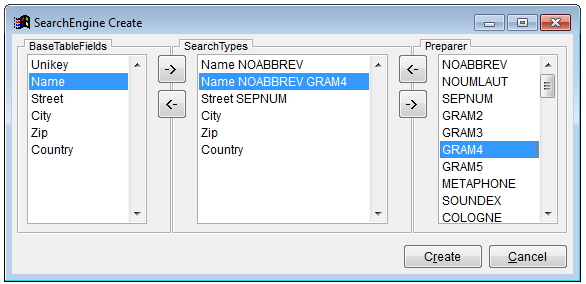 SearchEngine Create
BaseTableFields
Unikey
Name
Street
City
Zip
Country
->
<-
SearchTypes
Name NOABBREV
Name NOABBREV GRAM4
Street SEPNUM
City
Zip
Country
<-
->
Preparer
NOABBREV
NOUMLAUT
SEPNUM
GRAM2
GRAM3
GRAM4
GRAM5
METAPHONE
SOUNDEX
COLOGNE
Create
Cancel